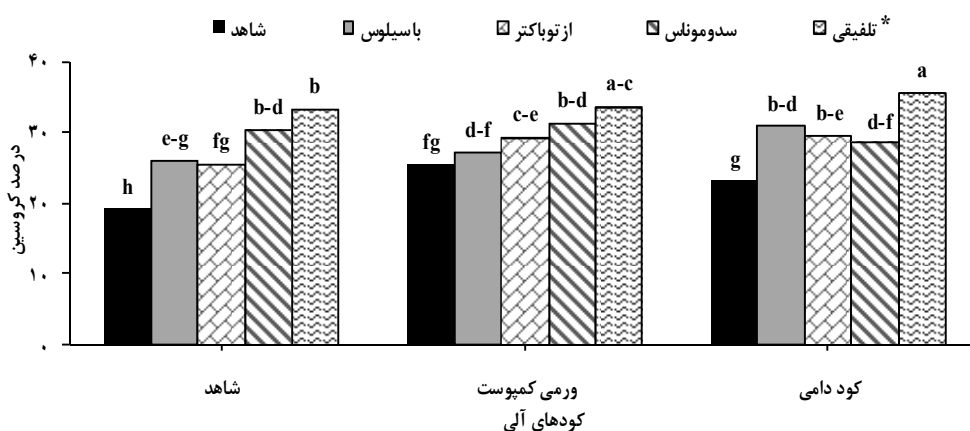 شاهد باسیلوس ازتوباکتر سدوموناس تلفیقی*
درصد کروسین
۴۰
۳۰
۲۰
۱۰
۰
h e-g fg b-d b
fg d-f c-e b-d a-c
g b-d b-e d-f a
شاهد ورمی کمپوست کود دامی
کودهای آلی